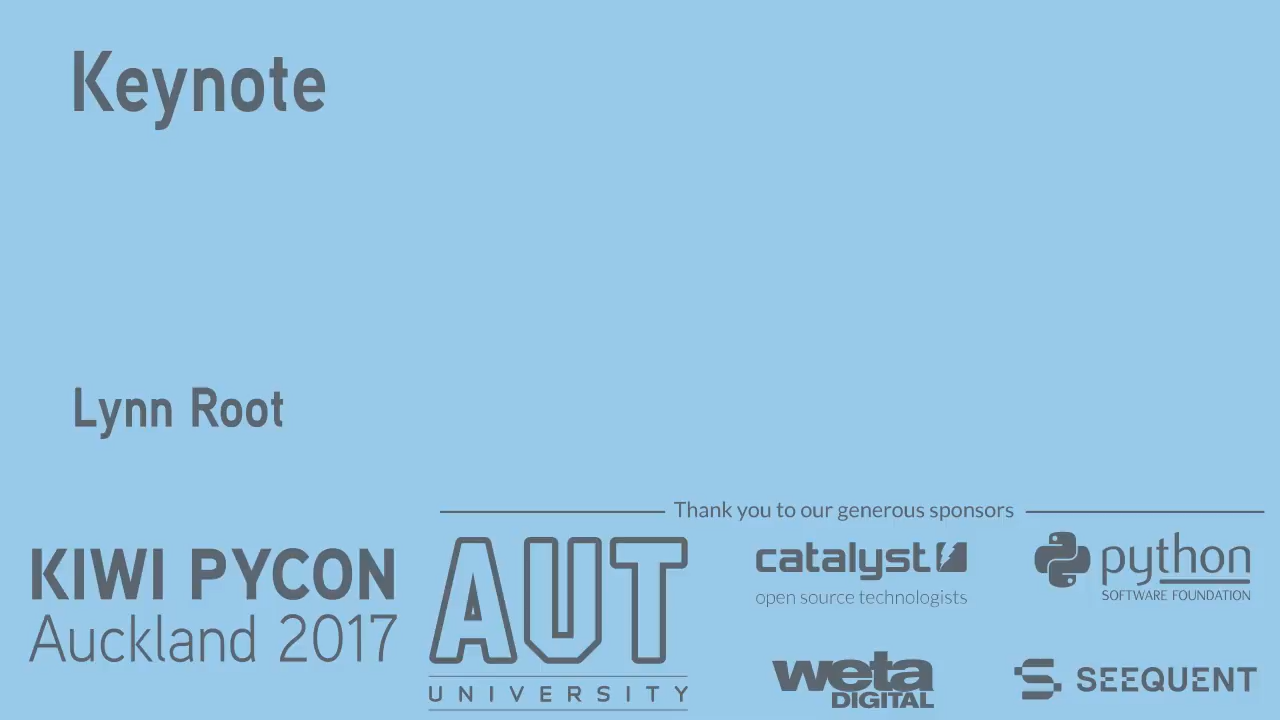 Keynote
Lynn Root
Thank you to our generous sponsors
KIWI PYCON
Auckland 2017
AUT
UNIVERSITY
catalyst
open source technologists
python
SOFTWARE FOUNDATION
weta
DIGITAL
SEEQUENT